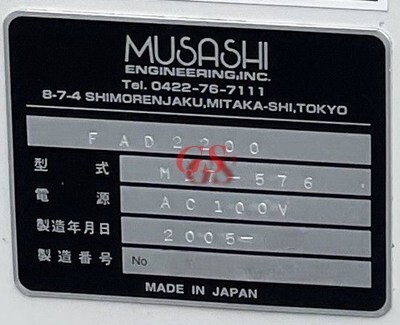 MUSASHI
ENGINEERING,INC.
Tel. 0422-76-7111
8-7-4 SHIMORENJAKU,MITAKA-SHI,TOKYO
FAD2200
型式
電源 AC100V
製造年月日 2005-
製造番号 No
MADE IN JAPAN
GS